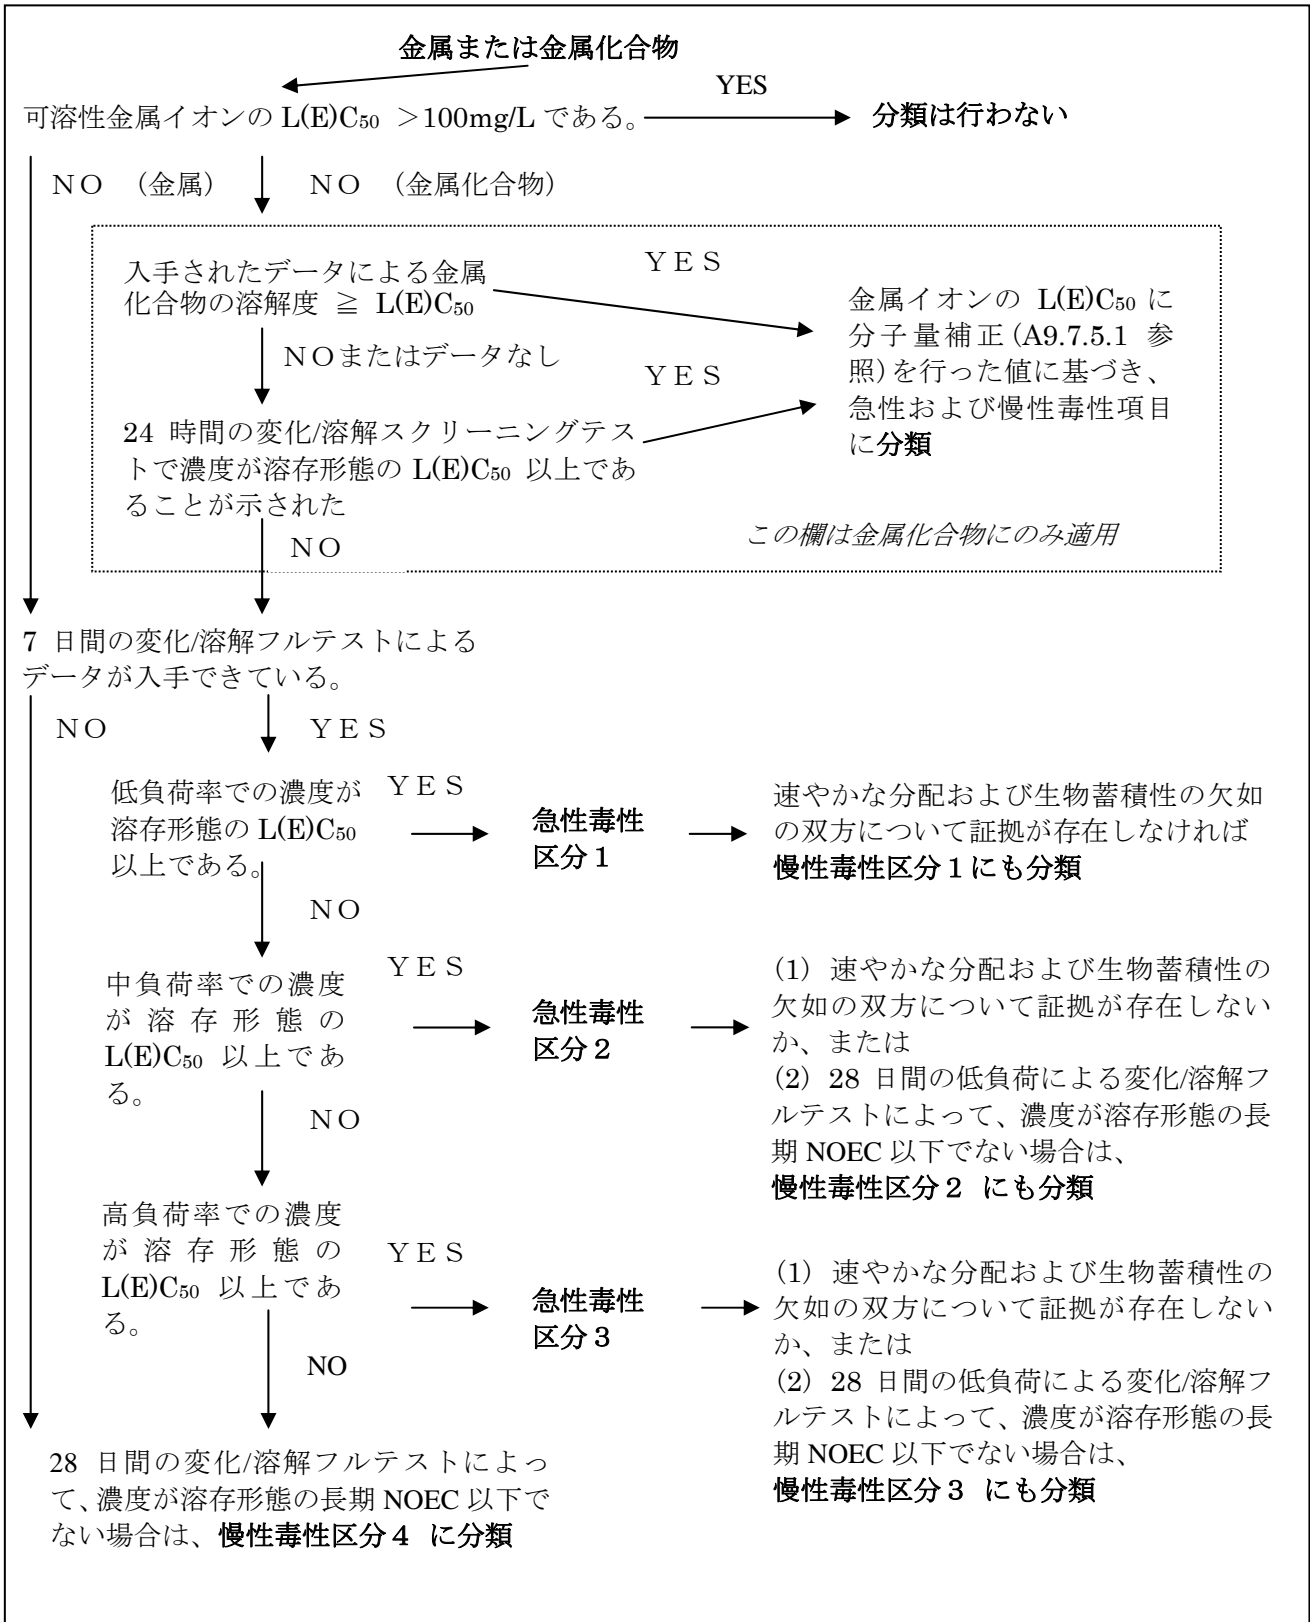 金属または金属化合物
YES
可溶性金属イオンの L(E)C₅₀ ＞100mg/L である。
分類は行わない
ＮＯ （金属）
ＮＯ （金属化合物）
入手されたデータによる金属
化合物の溶解度 ≧ L(E)C₅₀
ＹＥＳ
金属イオンの L(E)C₅₀ に
分子量補正(A9.7.5.1 参
照)を行った値に基づき、
急性および慢性毒性項目
に分類
ＮＯまたはデータなし
ＹＥＳ
24 時間の変化/溶解スクリーニングテス
トで濃度が溶存形態の L(E)C₅₀ 以上であ
ることが示された
この欄は金属化合物にのみ適用
ＮＯ
7 日間の変化/溶解フルテストによる
データが入手できている。
ＮＯ
ＹＥＳ
低負荷率での濃度が
溶存形態の L(E)C₅₀
以上である。
ＹＥＳ
急性毒性
区分１
速やかな分配および生物蓄積性の欠如
の双方について証拠が存在しなければ
慢性毒性区分１にも分類
ＮＯ
中負荷率での濃度
が溶存形態の
L(E)C₅₀ 以上であ
る。
ＹＥＳ
急性毒性
区分２
(1) 速やかな分配および生物蓄積性の
欠如の双方について証拠が存在しない
か、または
(2) 28 日間の低負荷による変化/溶解フ
ルテストによって、濃度が溶存形態の長
期 NOEC 以下でない場合は、
慢性毒性区分２ にも分類
ＮＯ
高負荷率での濃度
が溶存形態の
L(E)C₅₀ 以上であ
る。
ＹＥＳ
急性毒性
区分３
(1) 速やかな分配および生物蓄積性の
欠如の双方について証拠が存在しない
か、または
(2) 28 日間の低負荷による変化/溶解フ
ルテストによって、濃度が溶存形態の長
期 NOEC 以下でない場合は、
慢性毒性区分３ にも分類
NO
28 日間の変化/溶解フルテストによっ
て、濃度が溶存形態の長期 NOEC 以下で
ない場合は、慢性毒性区分４ に分類